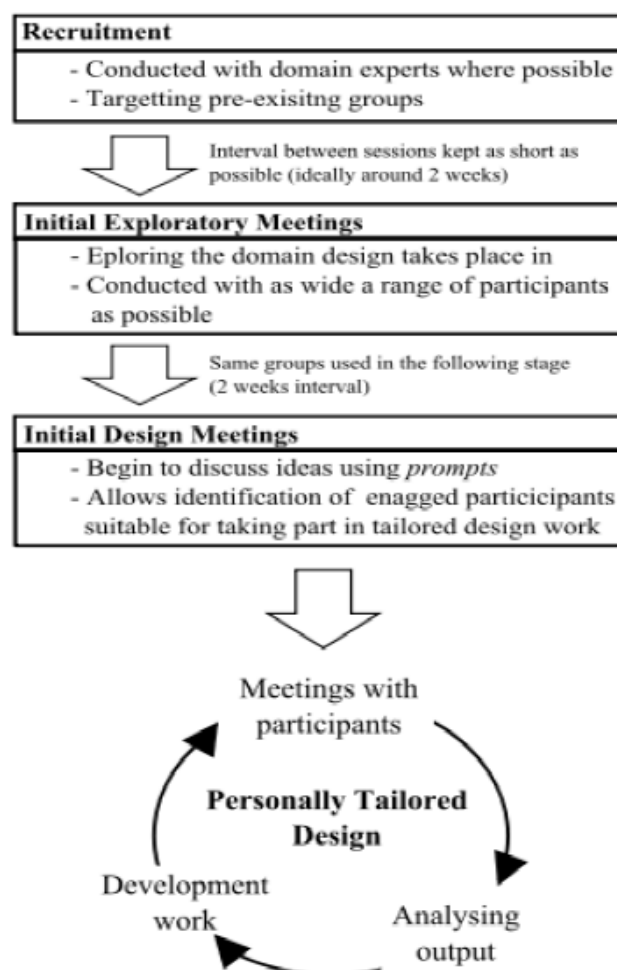 Recruitment
- Conducted with domain experts where possible
- Targetting pre-exisitng groups
Interval between sessions kept as short as
possible (ideally around 2 weeks)
Initial Exploratory Meetings
- Eploring the domain design takes place in
- Conducted with as wide a range of participants
as possible
Same groups used in the following stage
(2 weeks interval)
Initial Design Meetings
- Begin to discuss ideas using prompts
- Allows identification of enagged particicipants
suitable for taking part in tailored design work
Meetings with
participants
Personally Tailored
Design
Development
work
Analysing
output